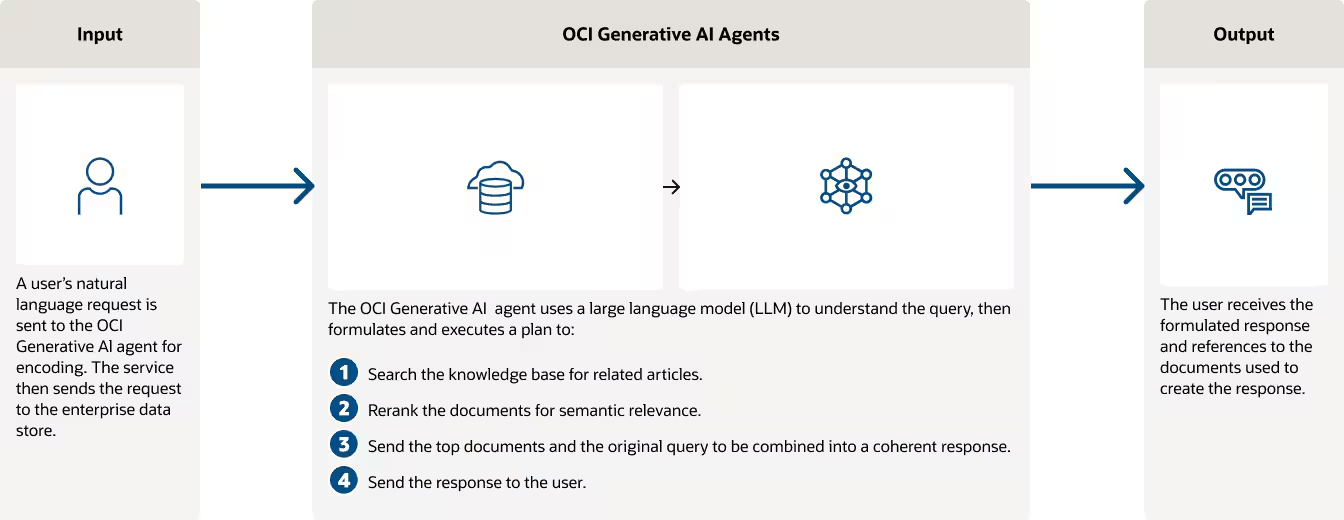 Input
A user's natural
language request is
sent to the OCI
Generative AI agent for
encoding. The service
then sends the request
to the enterprise data
store.
OCI Generative AI Agents
The OCI Generative AI agent uses a large language model (LLM) to understand the query, then
formulates and executes a plan to:
1 Search the knowledge base for related articles.
2 Rerank the documents for semantic relevance.
3 Send the top documents and the original query to be combined into a coherent response.
4 Send the response to the user.
Output
The user receives the
formulated response
and references to the
documents used to
create the response.